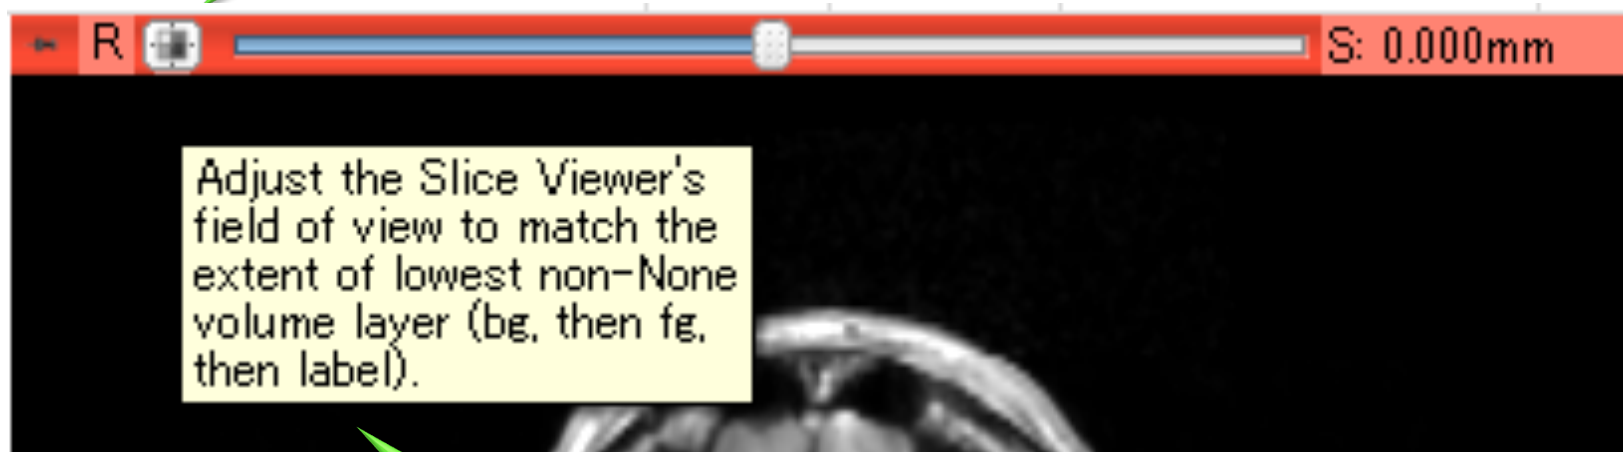 R
S: 0.000mm
Adjust the Slice Viewer's
field of view to match the
extent of lowest non-None
volume layer (bg, then fg,
then label).